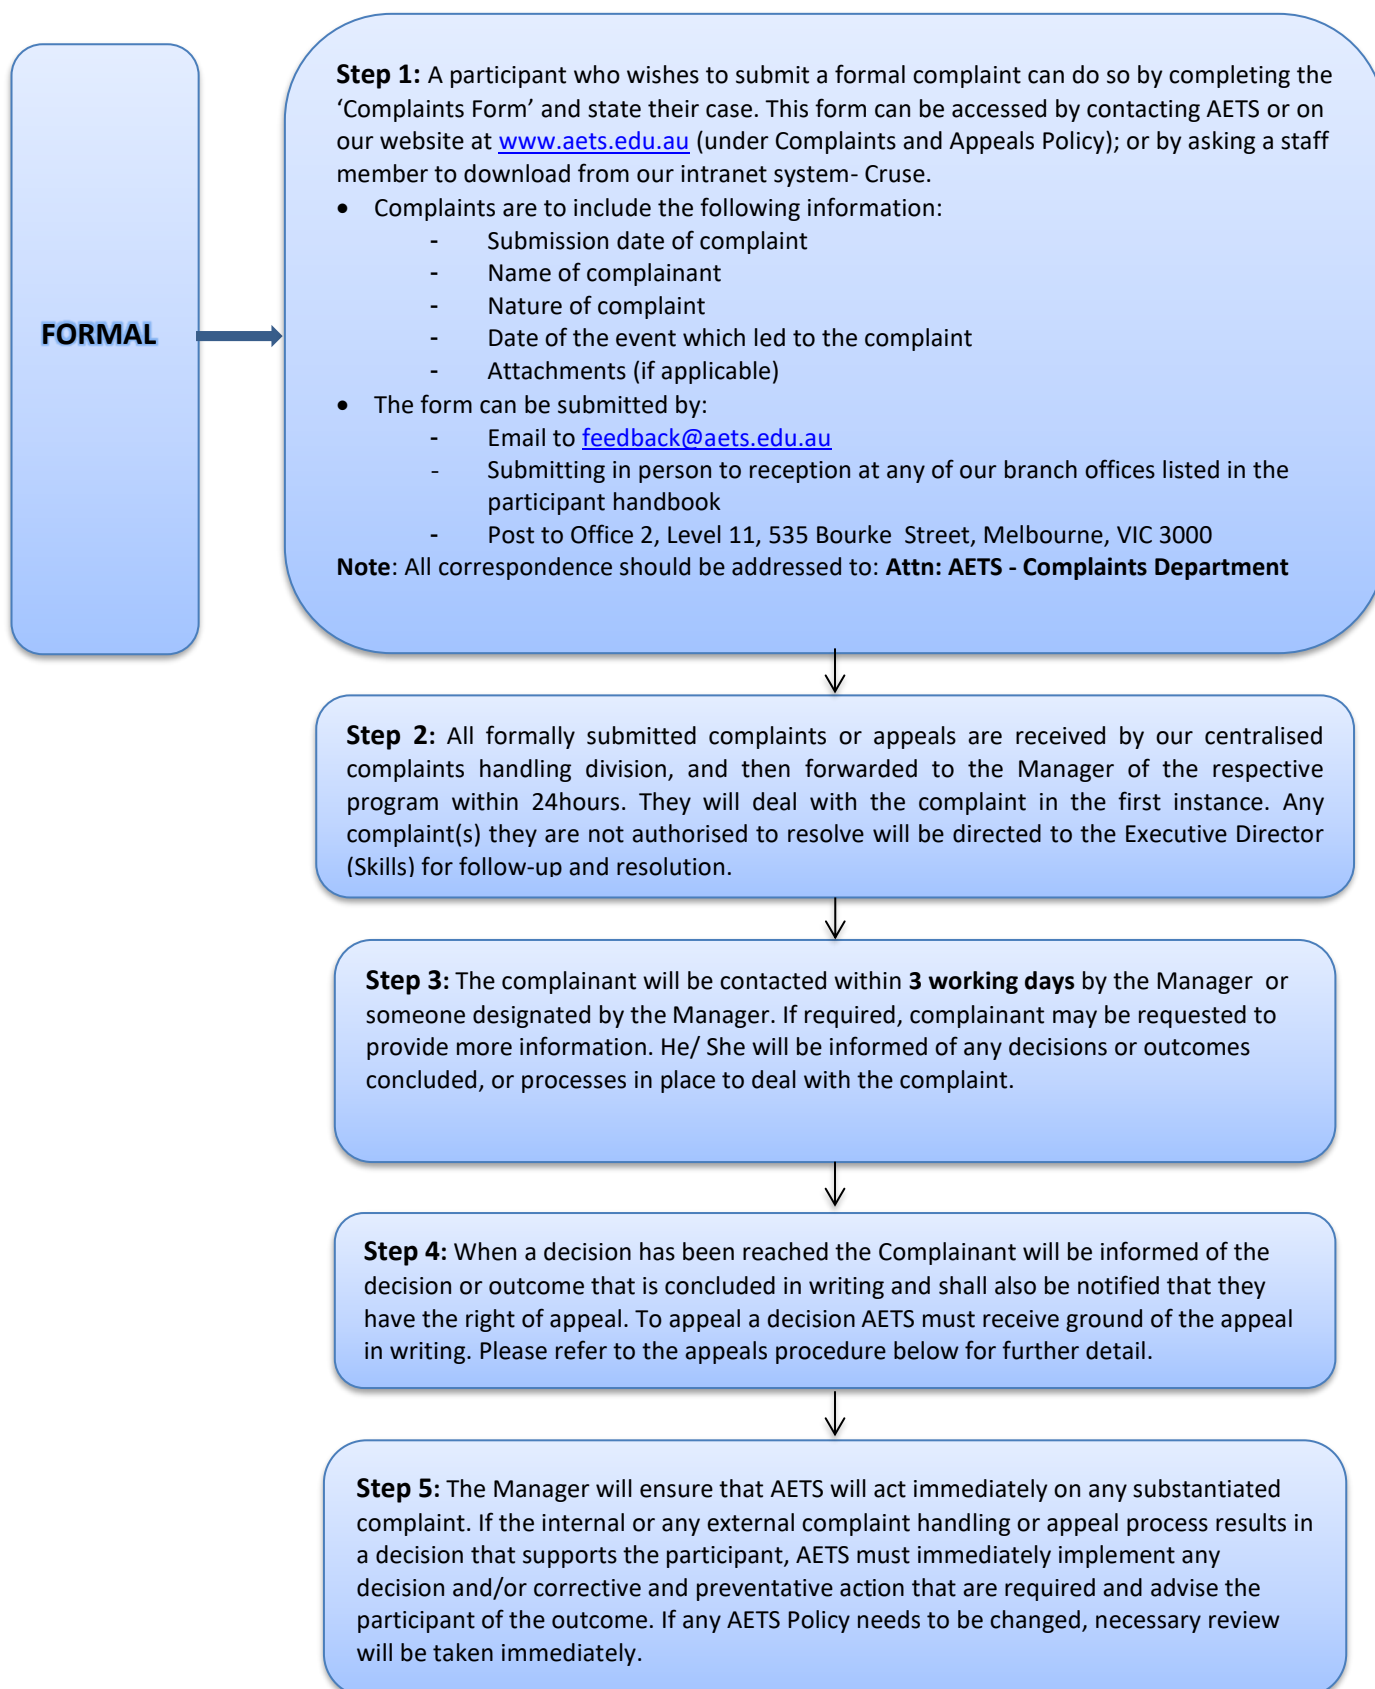 FORMAL
Step 1: A participant who wishes to submit a formal complaint can do so by completing the
‘Complaints Form’ and state their case. This form can be accessed by contacting AETS or on
our website at www.aets.edu.au (under Complaints and Appeals Policy); or by asking a staff
member to download from our intranet system- Cruse.
• Complaints are to include the following information:
- Submission date of complaint
- Name of complainant
- Nature of complaint
- Date of the event which led to the complaint
- Attachments (if applicable)
• The form can be submitted by:
- Email to feedback@aets.edu.au
- Submitting in person to reception at any of our branch offices listed in the
participant handbook
- Post to Office 2, Level 11, 535 Bourke Street, Melbourne, VIC 3000
Note: All correspondence should be addressed to: Attn: AETS - Complaints Department
Step 2: All formally submitted complaints or appeals are received by our centralised
complaints handling division, and then forwarded to the Manager of the respective
program within 24hours. They will deal with the complaint in the first instance. Any
complaint(s) they are not authorised to resolve will be directed to the Executive Director
(Skills) for follow-up and resolution.
Step 3: The complainant will be contacted within 3 working days by the Manager or
someone designated by the Manager. If required, complainant may be requested to
provide more information. He/ She will be informed of any decisions or outcomes
concluded, or processes in place to deal with the complaint.
Step 4: When a decision has been reached the Complainant will be informed of the
decision or outcome that is concluded in writing and shall also be notified that they
have the right of appeal. To appeal a decision AETS must receive ground of the appeal
in writing. Please refer to the appeals procedure below for further detail.
Step 5: The Manager will ensure that AETS will act immediately on any substantiated
complaint. If the internal or any external complaint handling or appeal process results in
a decision that supports the participant, AETS must immediately implement any
decision and/or corrective and preventative action that are required and advise the
participant of the outcome. If any AETS Policy needs to be changed, necessary review
will be taken immediately.